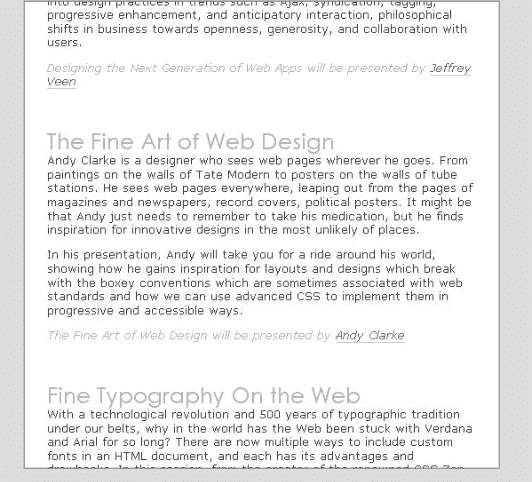 into design practices in trends such as Ajax, syndication, tagging,
progressive enhancement, and anticipatory interaction, philosophical
shifts in business towards openness, generosity, and collaboration with
users.
Designing the Next Generation of Web Apps will be presented by Jeffrey
Veen
The Fine Art of Web Design
Andy Clarke is a designer who sees web pages wherever he goes. From
paintings on the walls of Tate Modern to posters on the walls of tube
stations. He sees web pages everywhere, leaping out from the pages of
magazines and newspapers, record covers, political posters. It might be
that Andy just needs to remember to take his medication, but he finds
inspiration for innovative designs in the most unlikely of places.
In his presentation, Andy will take you for a ride around his world,
showing how he gains inspiration for layouts and designs which break
with the boxey conventions which are sometimes associated with web
standards and how we can use advanced CSS to implement them in
progressive and accessible ways.
The Fine Art of Web Design will be presented by Andy Clarke
Fine Typography On the Web
With a technological revolution and 500 years of typographic tradition
under our belts, why in the world has the Web been stuck with Verdana
and Arial for so long? There are now multiple ways to include custom
fonts in an HTML document, and each has its advantages and
drawbacks. In this session, from the creator of the renowned CSS Zen